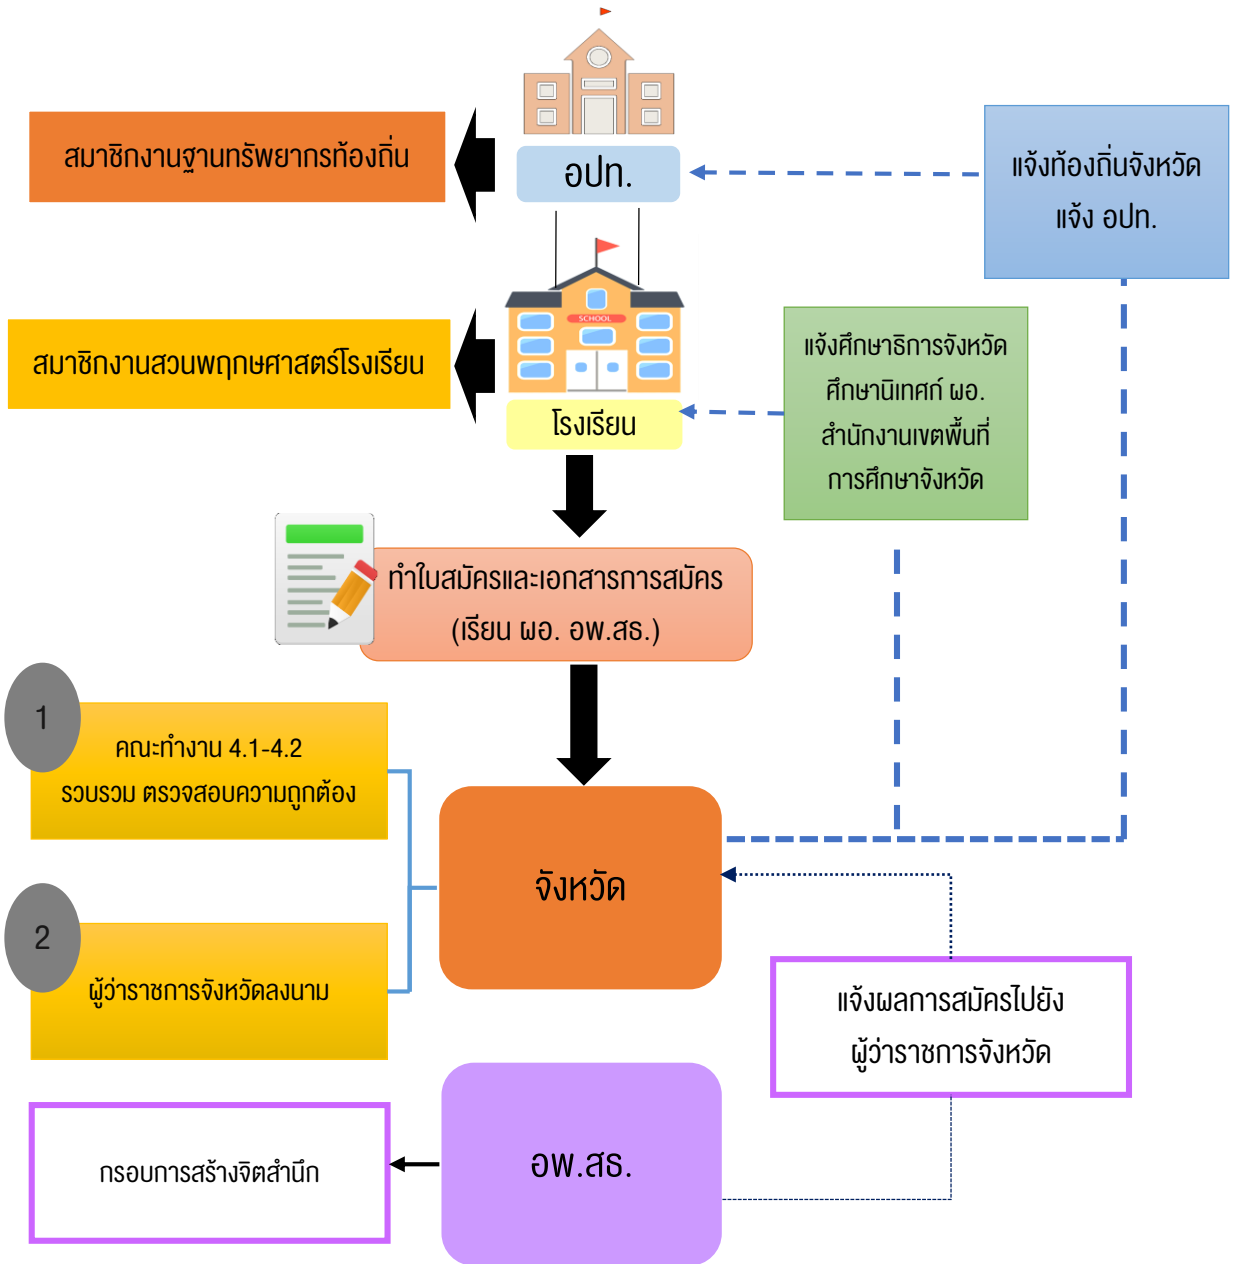 อปท.
สมาชิกงานฐานทรัพยากรท้องถิ่น
แจ้งท้องถิ่นจังหวัด
แจ้ง อปท.
SCHOOL
สมาชิกงานสวนพฤกษศาสตร์โรงเรียน
โรงเรียน
แจ้งศึกษาธิการจังหวัด
ศึกษานิเทศก์ ผอ.
สำนักงานเขตพื้นที่
การศึกษาจังหวัด
ทำใบสมัครและเอกสารการสมัคร
(เรียน ผอ. อพ.สธ.)
1
คณะทำงาน 4.1-4.2
รวบรวม ตรวจสอบความถูกต้อง
จังหวัด
2
ผู้ว่าราชการจังหวัดลงนาม
แจ้งผลการสมัครไปยัง
ผู้ว่าราชการจังหวัด
อพ.สธ.
กรอบการสร้างจิตสำนึก